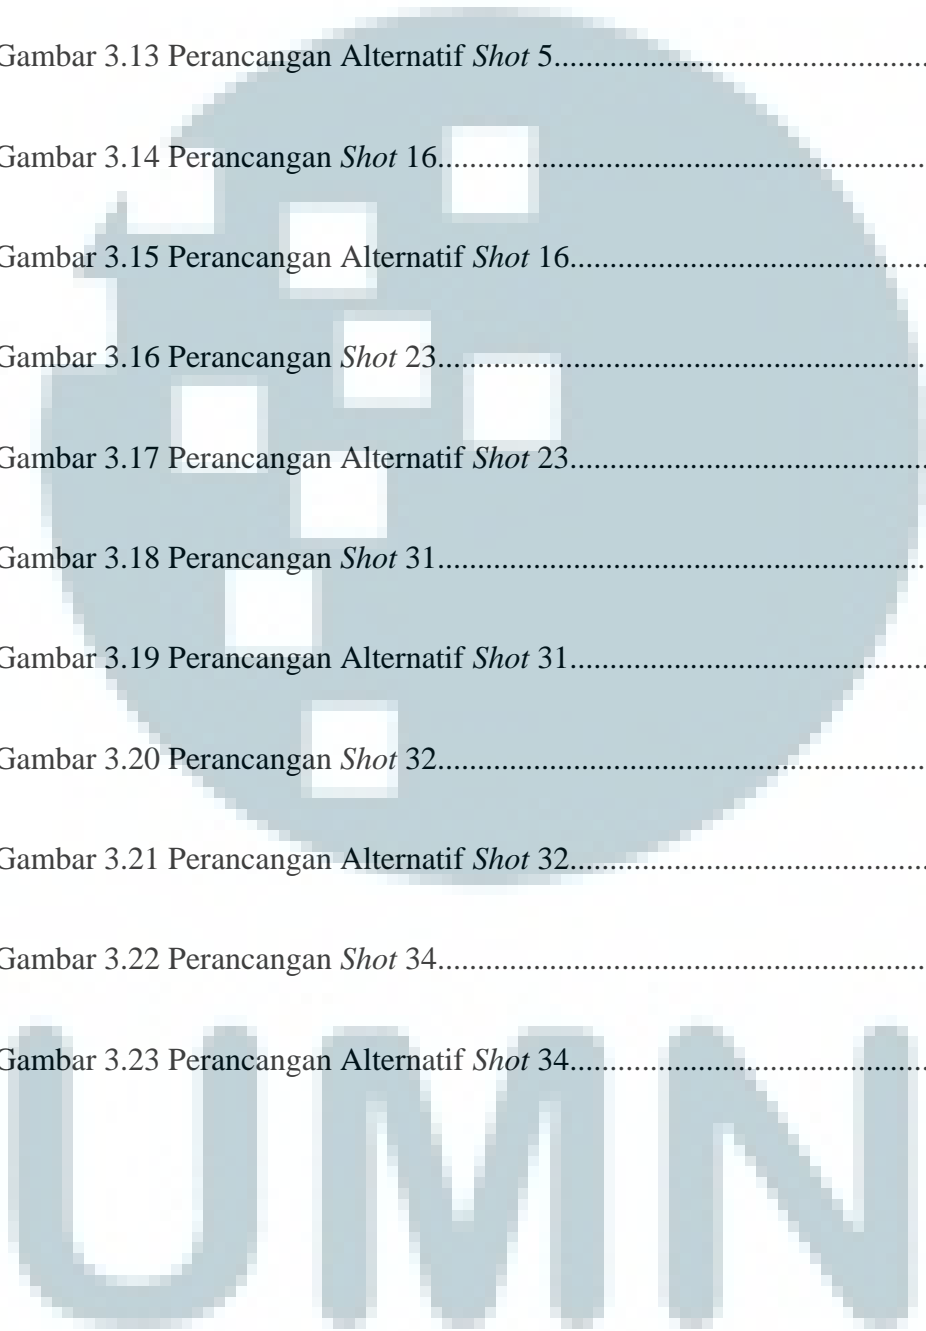 Gambar 3.13 Perancangan Alternatif Shot 5......................................................
Gambar 3.14 Perancangan Shot 16....................................................................
Gambar 3.15 Perancangan Alternatif Shot 16....................................................
Gambar 3.16 Perancangan Shot 23....................................................................
Gambar 3.17 Perancangan Alternatif Shot 23....................................................
Gambar 3.18 Perancangan Shot 31....................................................................
Gambar 3.19 Perancangan Alternatif Shot 31....................................................
Gambar 3.20 Perancangan Shot 32....................................................................
Gambar 3.21 Perancangan Alternatif Shot 32....................................................
Gambar 3.22 Perancangan Shot 34....................................................................
Gambar 3.23 Perancangan Alternatif Shot 34....................................................
UMN